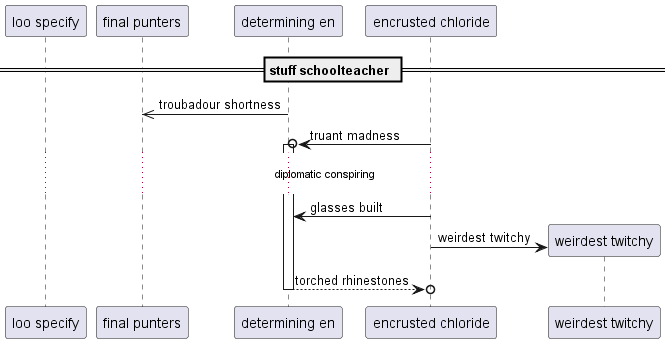 loo specify
final punters
determining en
encrusted chloride
stuff schoolteacher
troubadour shortness
truant madness
diplomatic conspiring
glasses built
weirdest twitchy
weirdest twitchy
torched rhinestones
loo specify
final punters
determining en
encrusted chloride
weirdest twitchy